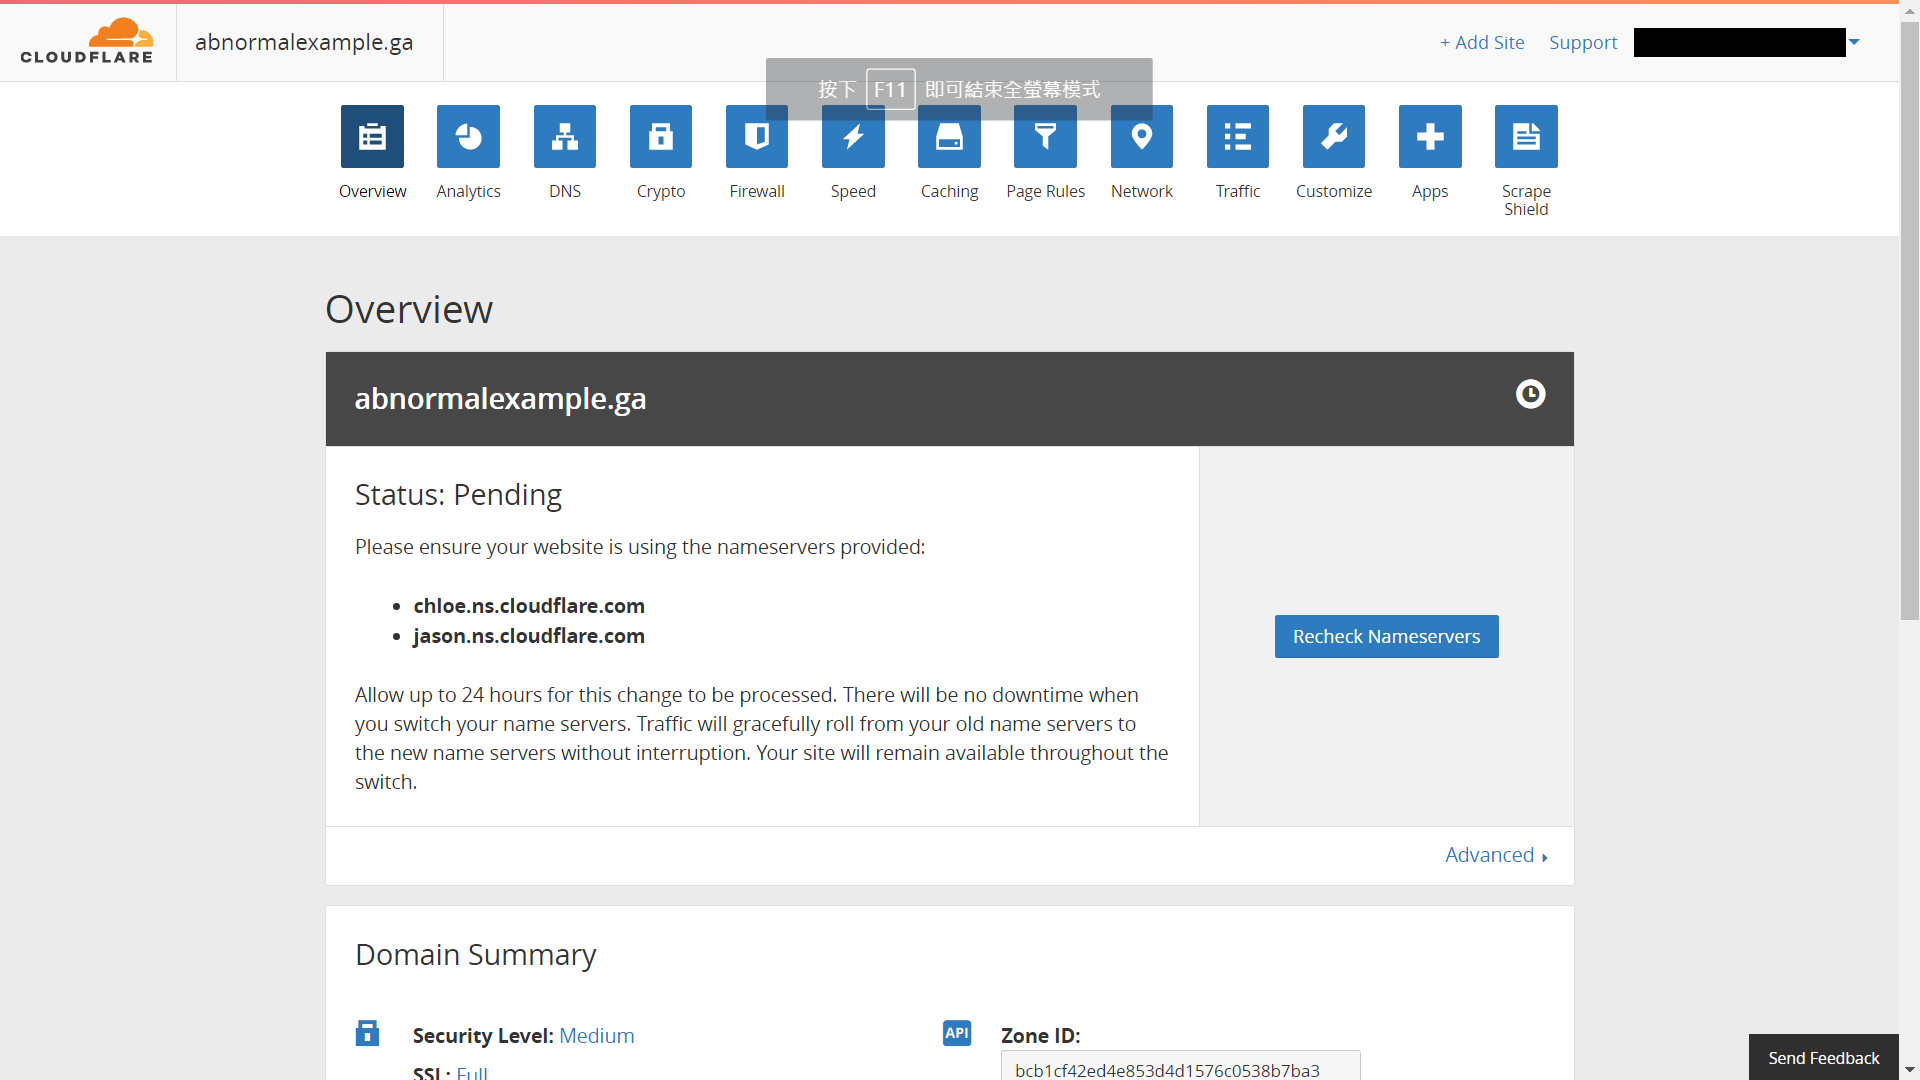 CLOUDFLARE
abnormalexample.ga
+ Add Site
Support
按下 F11 即可結束全螢幕模式
Overview
Analytics
DNS
Crypto
Firewall
Speed
Caching
Page Rules
Network
Traffic
Customize
Apps
Scrape
Shield
Overview
abnormalexample.ga
Status: Pending
Please ensure your website is using the nameservers provided:
• chloe.ns.cloudflare.com
• jason.ns.cloudflare.com
Recheck Nameservers
Allow up to 24 hours for this change to be processed. There will be no downtime when
you switch your name servers. Traffic will gracefully roll from your old name servers to
the new name servers without interruption. Your site will remain available throughout the
switch.
Advanced
Domain Summary
Security Level: Medium
API
Zone ID:
SSL: Full
bcb1cf42ed4e853d4d1576c0538b7ba3
Send Feedback